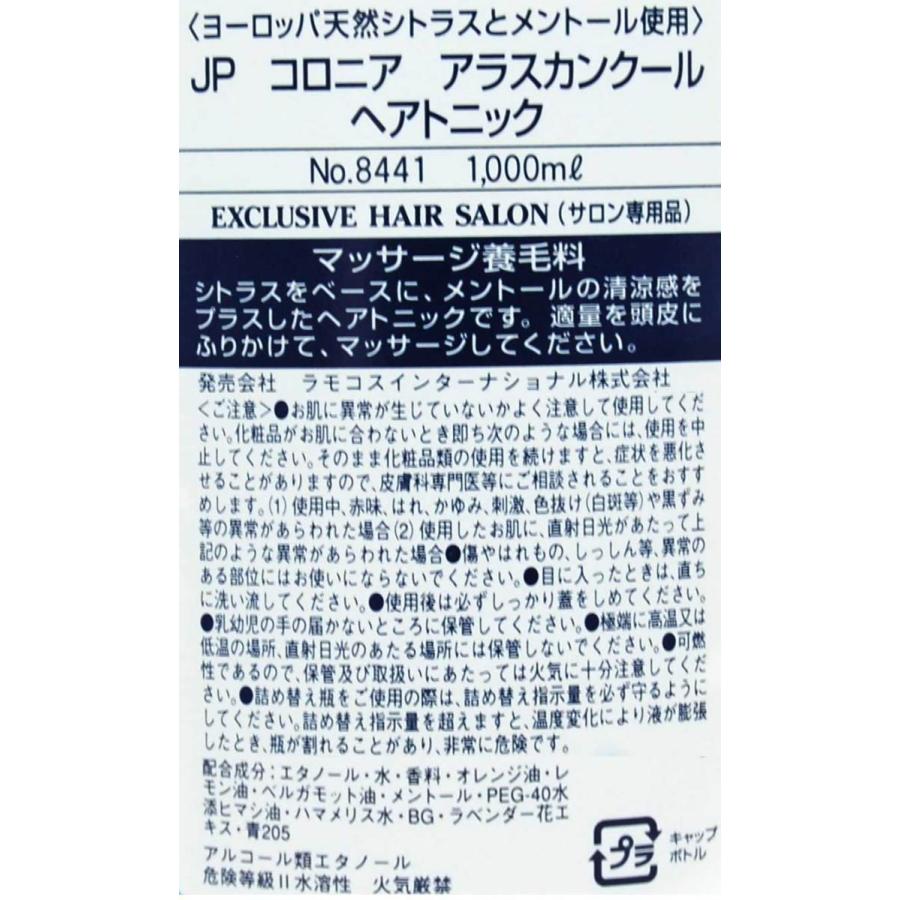 〈ヨーロッパ天然シトラスとメントール使用〉
JP コロニア アラスカンクール
ヘアトニック
No.8441 1,000mℓ
EXCLUSIVE HAIR SALON（サロン専用品）
マッサージ養毛料
シトラスをベースに、メントールの清涼感を
プラスしたヘアトニックです。適量を頭皮に
ふりかけて、マッサージしてください。
発売会社 ラモコスインターナショナル株式会社
〈ご注意〉●お肌に異常が生じていないかよく注意して使用してくだ
さい。化粧品がお肌に合わないとき即ち次のような場合には、使用を中
止してください。そのまま化粧品類の使用を続けますと、症状を悪化さ
せることがありますので、皮膚科専門医等にご相談されることをおすす
めします。(1)使用中、赤味、はれ、かゆみ、刺激、色抜け(白斑等)や黒ずみ
等の異常があらわれた場合(2)使用したお肌に、直射日光があたって上
記のような異常があらわれた場合●傷やはれもの、しっしん等、異常の
ある部位にはお使いにならないでください。●目に入ったときは、直ち
に洗い流してください。●使用後は必ずしっかり蓋をしめてください。
●乳幼児の手の届かないところに保管してください。●極端に高温又は
低温の場所、直射日光のあたる場所には保管しないでください。●可燃
性であるので、保管及び取扱いにあたっては火気に十分注意してくだ
さい。●詰め替え瓶をご使用の際は、詰め替え指示量を必ず守るように
してください。詰め替え指示量を超えますと、温度変化により液が膨張
したとき、瓶が割れることがあり、非常に危険です。
配合成分：エタノール・水・香料・オレンジ油・レ
モン油・ベルガモット油・メントール・PEG-40水
添ヒマシ油・ハマメリス水・BG・ラベンダー花エ
キス・青205
アルコール類エタノール
危険等級II水溶性 火気厳禁
プラ
キャップ
ボトル